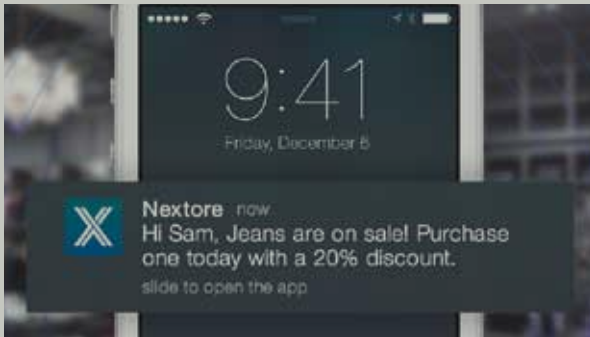 9:41
Friday, December 5
Nextore now
Hi Sam, Jeans are on sale! Purchase
one today with a 20% discount.
slide to open the app